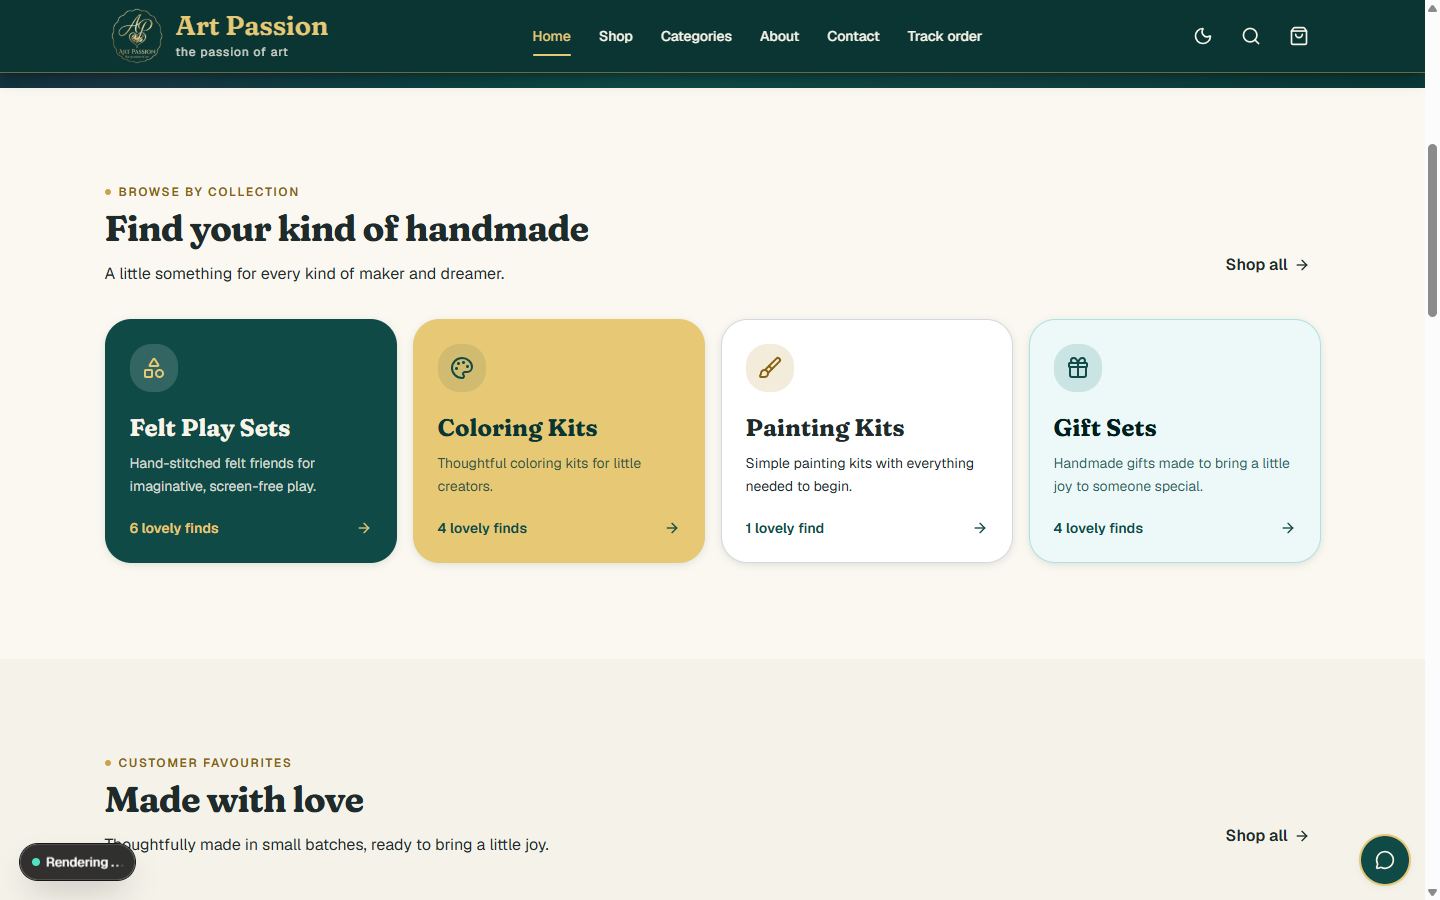 Art Passion
the passion of art
Home
Shop
Categories
About
Contact
Track order
BROWSE BY COLLECTION
Find your kind of handmade
A little something for every kind of maker and dreamer.
Shop all
Felt Play Sets
Hand-stitched felt friends for
imaginative, screen-free play.
6 lovely finds
Coloring Kits
Thoughtful coloring kits for little
creators.
4 lovely finds
Painting Kits
Simple painting kits with everything
needed to begin.
1 lovely find
Gift Sets
Handmade gifts made to bring a little
joy to someone special.
4 lovely finds
CUSTOMER FAVOURITES
Made with love
Thoughtfully made in small batches, ready to bring a little joy.
Shop all
Rendering ...